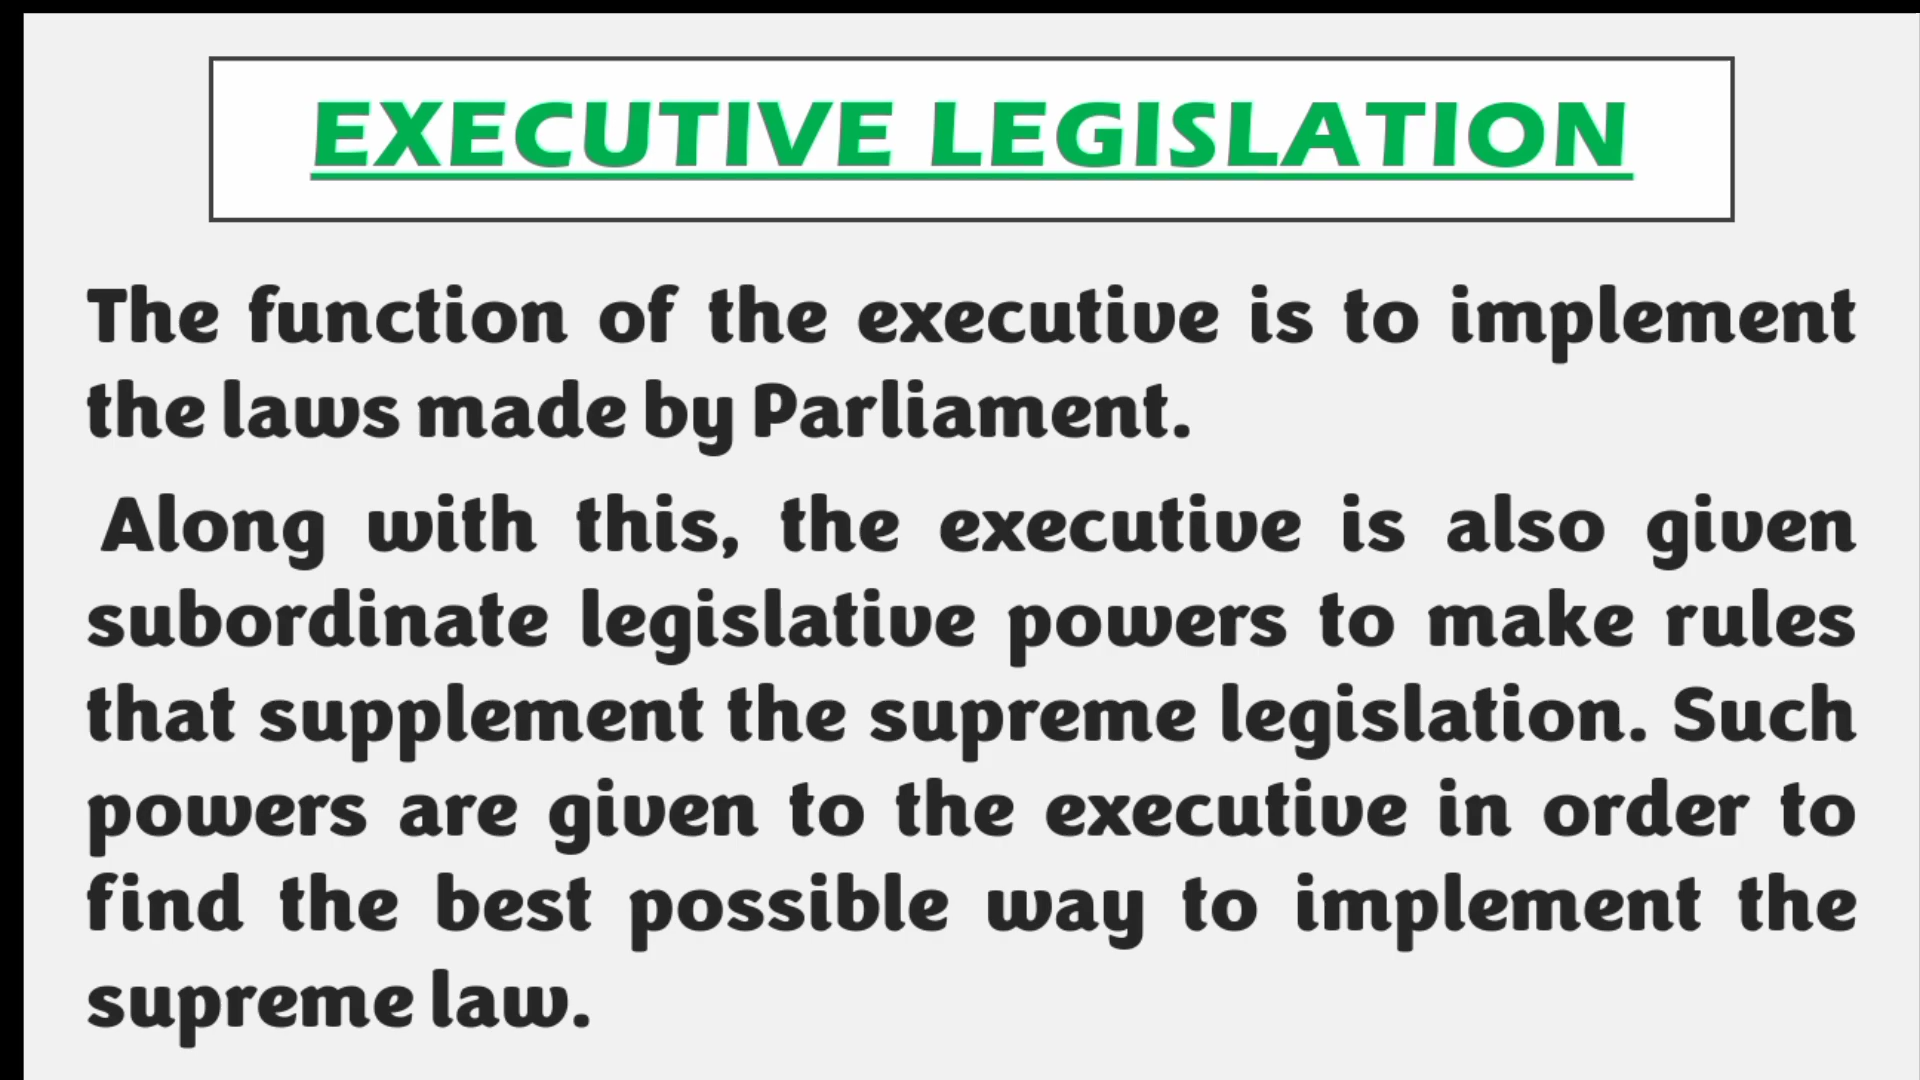 EXECUTIVE LEGISLATION
The function of the executive is to implement
the laws made by Parliament.
Along with this, the executive is also given
subordinate legislative powers to make rules
that supplement the supreme legislation. Such
powers are given to the executive in order to
find the best possible way to implement the
supreme law.